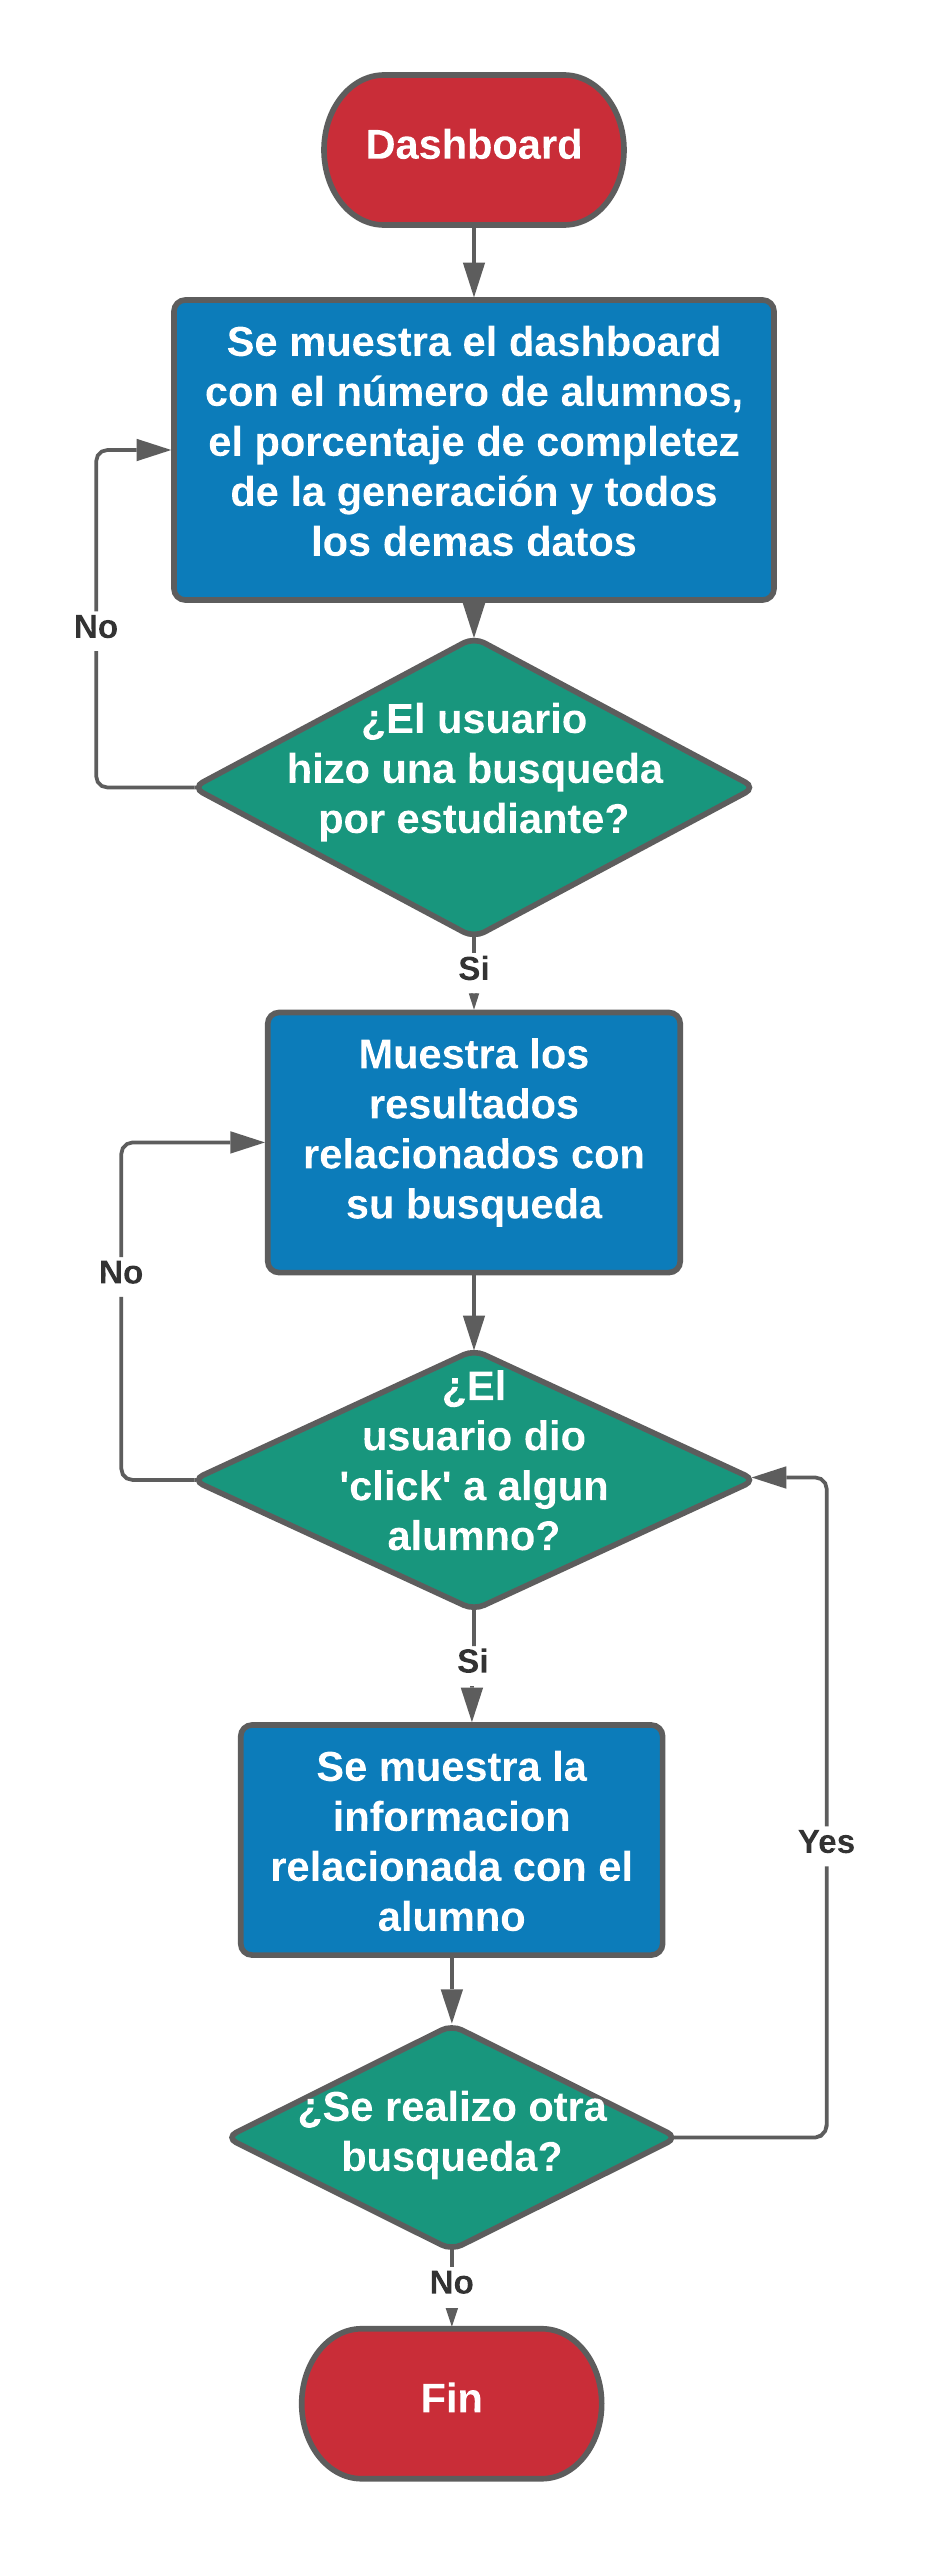 Dashboard
Se muestra el dashboard
con el número de alumnos,
el porcentaje de completez
de la generación y todos
los demas datos
No
¿El usuario
hizo una busqueda
por estudiante?
Si
Muestra los
resultados
relacionados con
su busqueda
No
¿El
usuario dio
'click' a algun
alumno?
Si
Se muestra la
informacion
relacionada con el
alumno
Yes
¿Se realizo otra
busqueda?
No
Fin